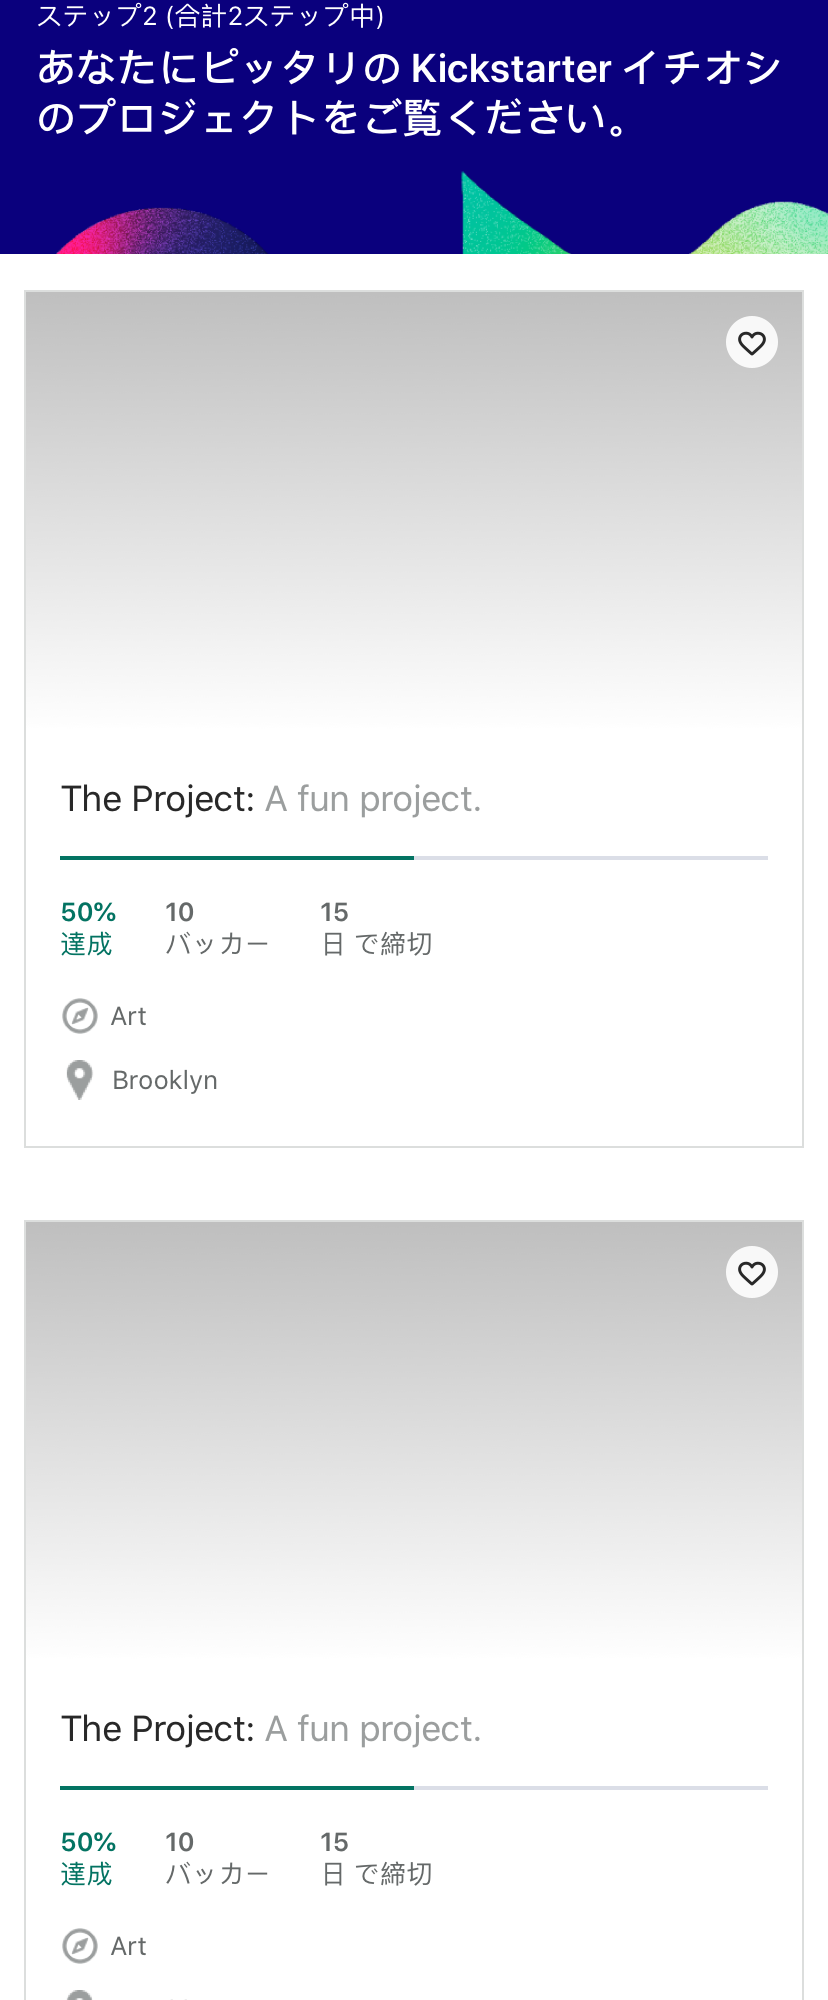 ステップ2 (合計2ステップ中)
あなたにピッタリの Kickstarter イチオシ
のプロジェクトをご覧ください。
The Project: A fun project.
50% 10 15
達成 バッカー 日 で締切
Art
Brooklyn
The Project: A fun project.
50% 10 15
達成 バッカー 日 で締切
Art